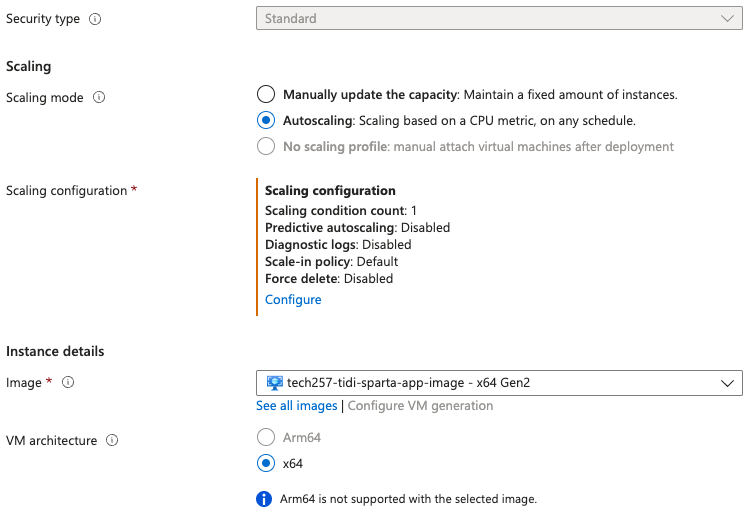 Security type
Standard
Scaling
Scaling mode
Manually update the capacity: Maintain a fixed amount of instances.
Autoscaling: Scaling based on a CPU metric, on any schedule.
No scaling profile: manual attach virtual machines after deployment
Scaling configuration *
Scaling configuration
Scaling condition count: 1
Predictive autoscaling: Disabled
Diagnostic logs: Disabled
Scale-in policy: Default
Force delete: Disabled
Configure
Instance details
Image *
tech257-tidi-sparta-app-image - x64 Gen2
See all images | Configure VM generation
VM architecture
Arm64
x64
Arm64 is not supported with the selected image.